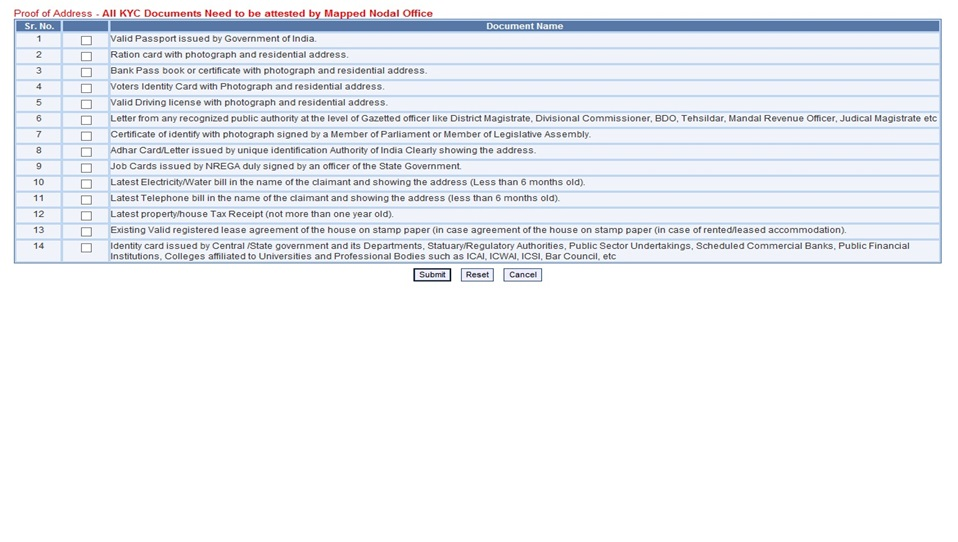 Proof of Address - All KYC Documents Need to be attested by Mapped Nodal Office
Sr. No. Document Name
1 Valid Passport issued by Government of India.
2 Ration card with photograph and residential address.
3 Bank Pass book or certificate with photograph and residential address.
4 Voters Identity Card with Photograph and residential address.
5 Valid Driving license with photograph and residential address.
6 Letter from any recognized public authority at the level of Gazetted officer like District Magistrate, Divisional Commissioner, BDO, Tehsildar, Mandal Revenue Officer, Judical Magistrate etc
7 Certificate of identify with photograph signed by a Member of Parliament or Member of Legislative Assembly.
8 Adhar Card/Letter issued by unique identification Authority of India Clearly showing the address.
9 Job Cards issued by NREGA duly signed by an officer of the State Government.
10 Latest Electricity/Water bill in the name of the claimant and showing the address (Less than 6 months old).
11 Latest Telephone bill in the name of the claimant and showing the address (less than 6 months old).
12 Latest property/house Tax Receipt (not more than one year old).
13 Existing Valid registered lease agreement of the house on stamp paper (in case agreement of the house on stamp paper (in case of rented/leased accommodation).
14 Identity card issued by Central /State government and its Departments, Statuary/Regulatory Authorities, Public Sector Undertakings, Scheduled Commercial Banks, Public Financial
Institutions, Colleges affiliated to Universities and Professional Bodies such as ICAI, ICWAI, ICSI, Bar Council, etc
Submit Reset Cancel